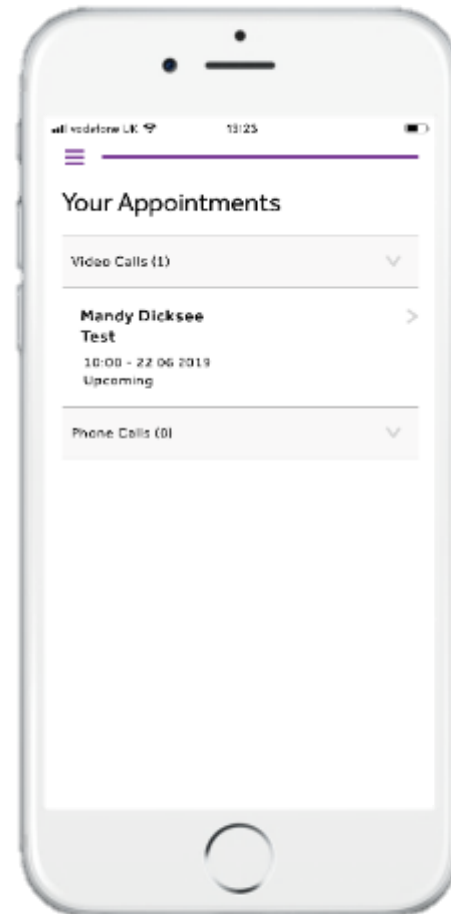 vodafone UK 13:25
Your Appointments
Video Calls (1)
Mandy Dicksee
Test
10:00 - 22 06 2019
Upcoming
Phone Calls (0)